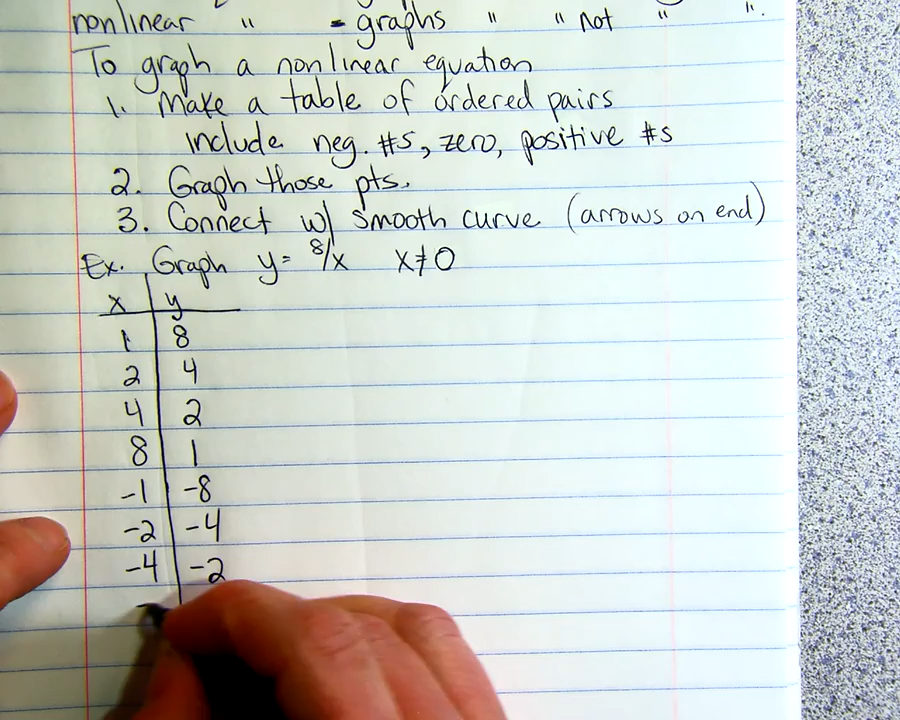 nonlinear " = graphs " " not " ".
To graph a nonlinear equation
1. Make a table of ordered pairs
include neg. #s, zero, positive #s
2. Graph those pts.
3. Connect w/ smooth curve (arrows on end)
Ex. Graph y= 8/x x≠0
x y
1 8
2 4
4 2
8 1
-1 -8
-2 -4
-4 -2
-